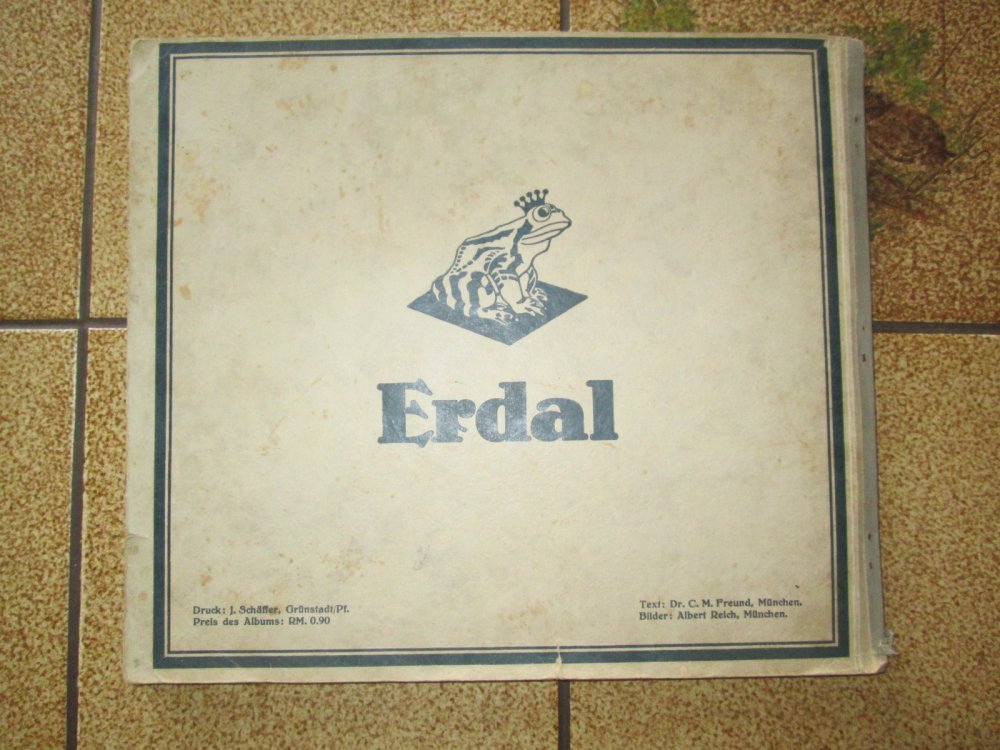 Erdal
Druck: J. Schäffer, Grünstadt/Pf.
Preis des Albums: RM. 0.90
Text: Dr. C. M. Freund, München.
Bilder: Albert Reich, München.